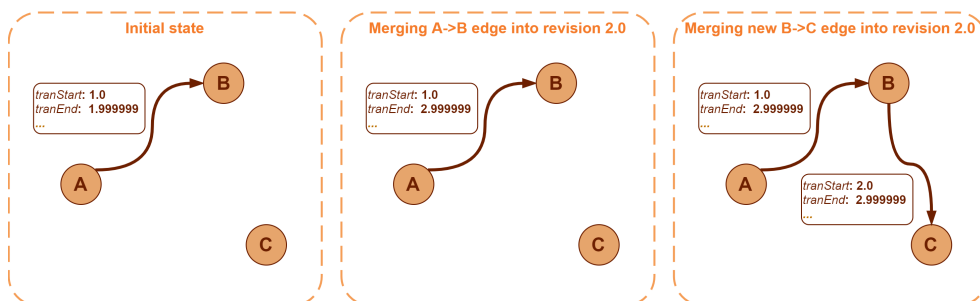 Initial state
tranStart: 1.0
tranEnd: 1.999999
...
B
A
C
Merging A->B edge into revision 2.0
tranStart: 1.0
tranEnd: 2.999999
...
B
A
C
Merging new B->C edge into revision 2.0
tranStart: 1.0
tranEnd: 2.999999
...
B
A
tranStart: 2.0
tranEnd: 2.999999
...
C